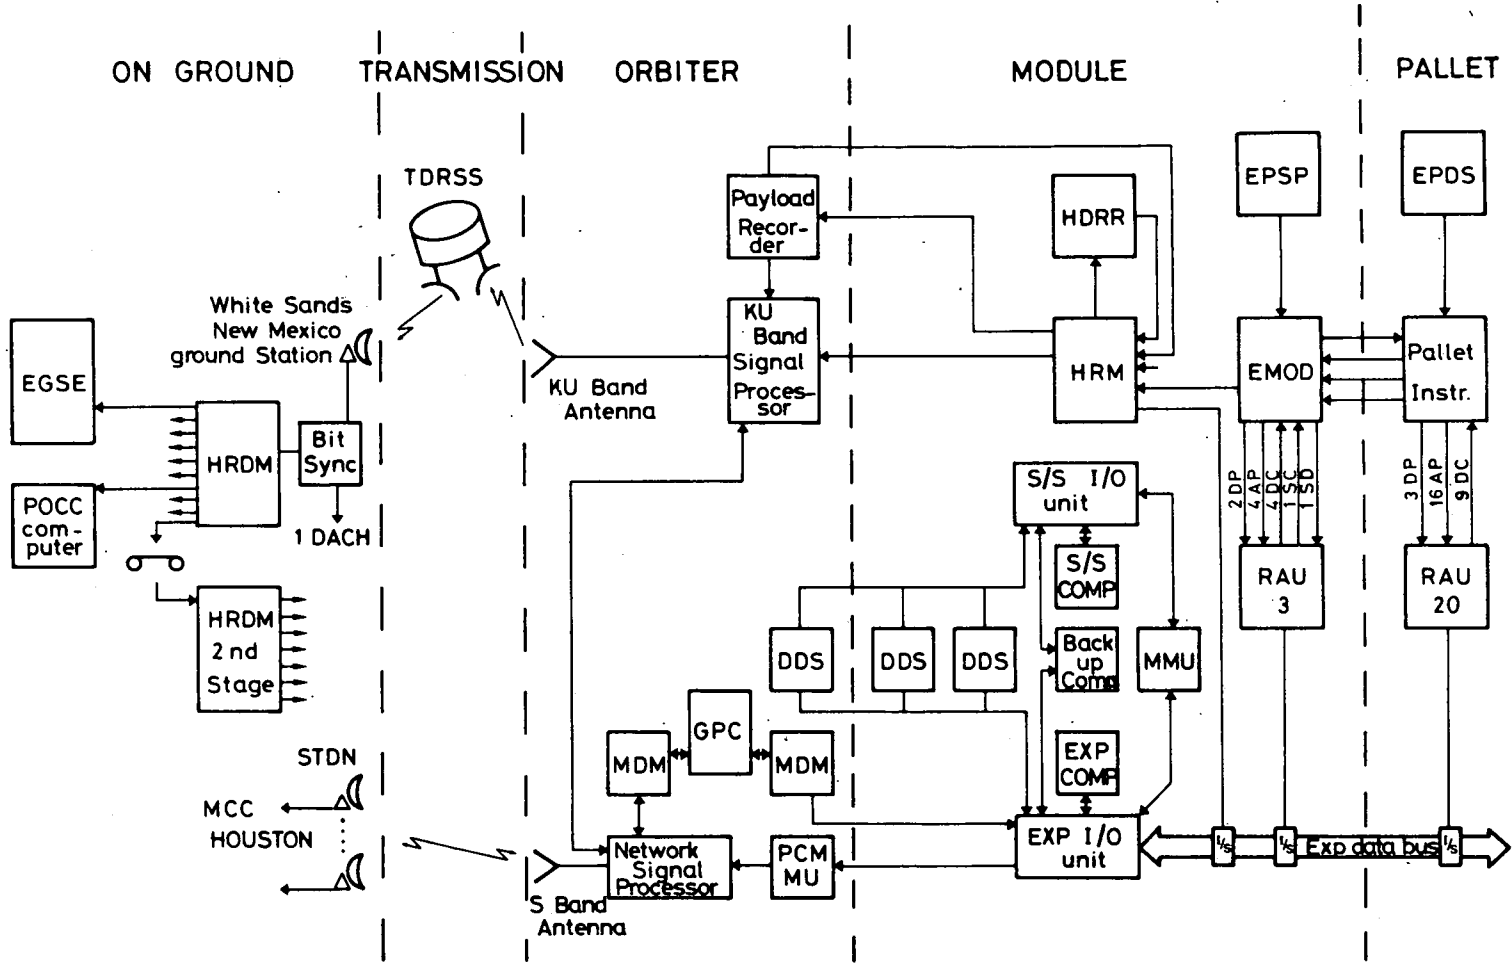 ON GROUND
TRANSMISSION
ORBITER
MODULE
PALLET
TDRSS
White Sands
New Mexico
ground Station
EGSE
HRDM
Bit
Sync
POCC
com-
puter
1 DACH
HRDM
2nd
Stage
STDN
MCC
HOUSTON
KU Band
Antenna
S Band
Antenna
Payload
Recor-
der
KU
Band
Signal
Proces-
sor
GPC
MDM
MDM
Network
Signal
Processor
PCM
MU
DDS
DDS
DDS
HDRR
HRM
S/S I/O
unit
S/S
COMP
Back
up
Comp
MMU
EXP
COMP
EXP I/O
unit
EPSP
EMOD
2 DP
4 AP
4 DC
1 SC
1 SD
RAU
3
EPDS
Pallet
Instr.
3 DP
16 AP
9 DC
RAU
20
I/S
I/S
Exp data bus
I/S